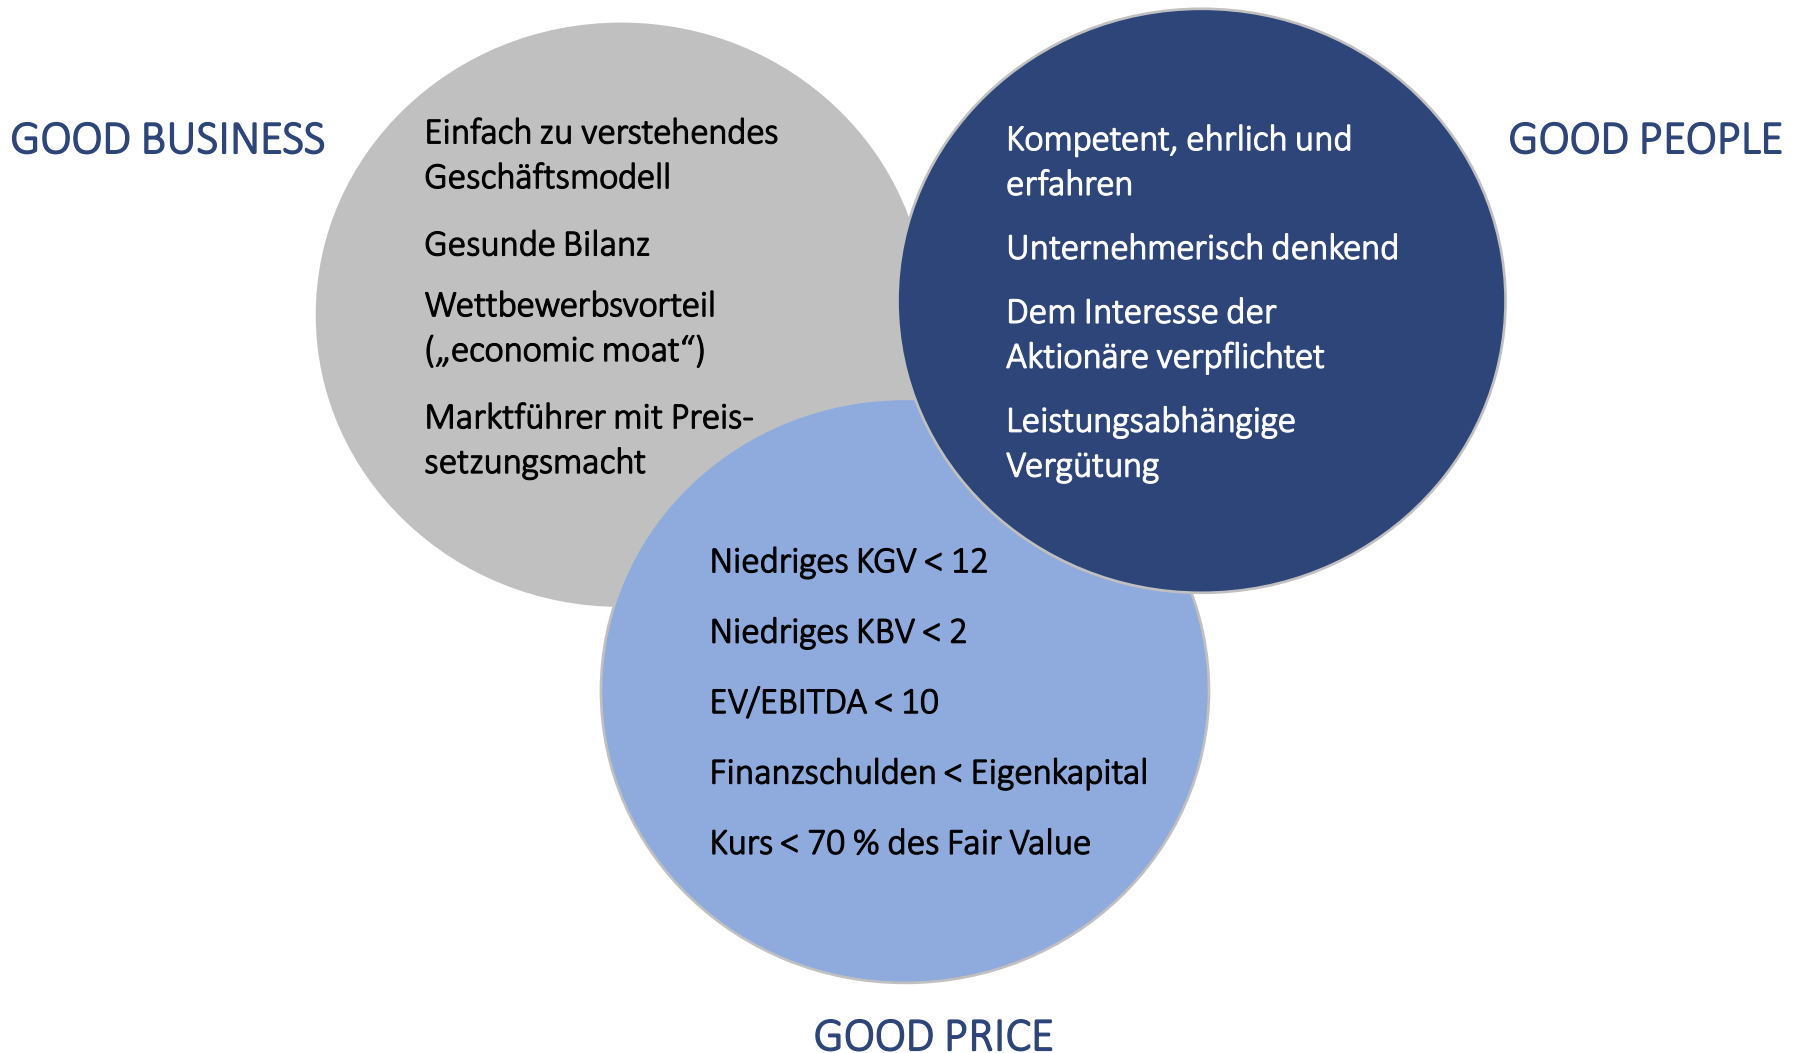 GOOD BUSINESS
Einfach zu verstehendes
Geschäftsmodell
Gesunde Bilanz
Wettbewerbsvorteil
(„economic moat“)
Marktführer mit Preis-
setzungsmacht
GOOD PEOPLE
Kompetent, ehrlich und
erfahren
Unternehmerisch denkend
Dem Interesse der
Aktionäre verpflichtet
Leistungsabhängige
Vergütung
Niedriges KGV < 12
Niedriges KBV < 2
EV/EBITDA < 10
Finanzschulden < Eigenkapital
Kurs < 70 % des Fair Value
GOOD PRICE